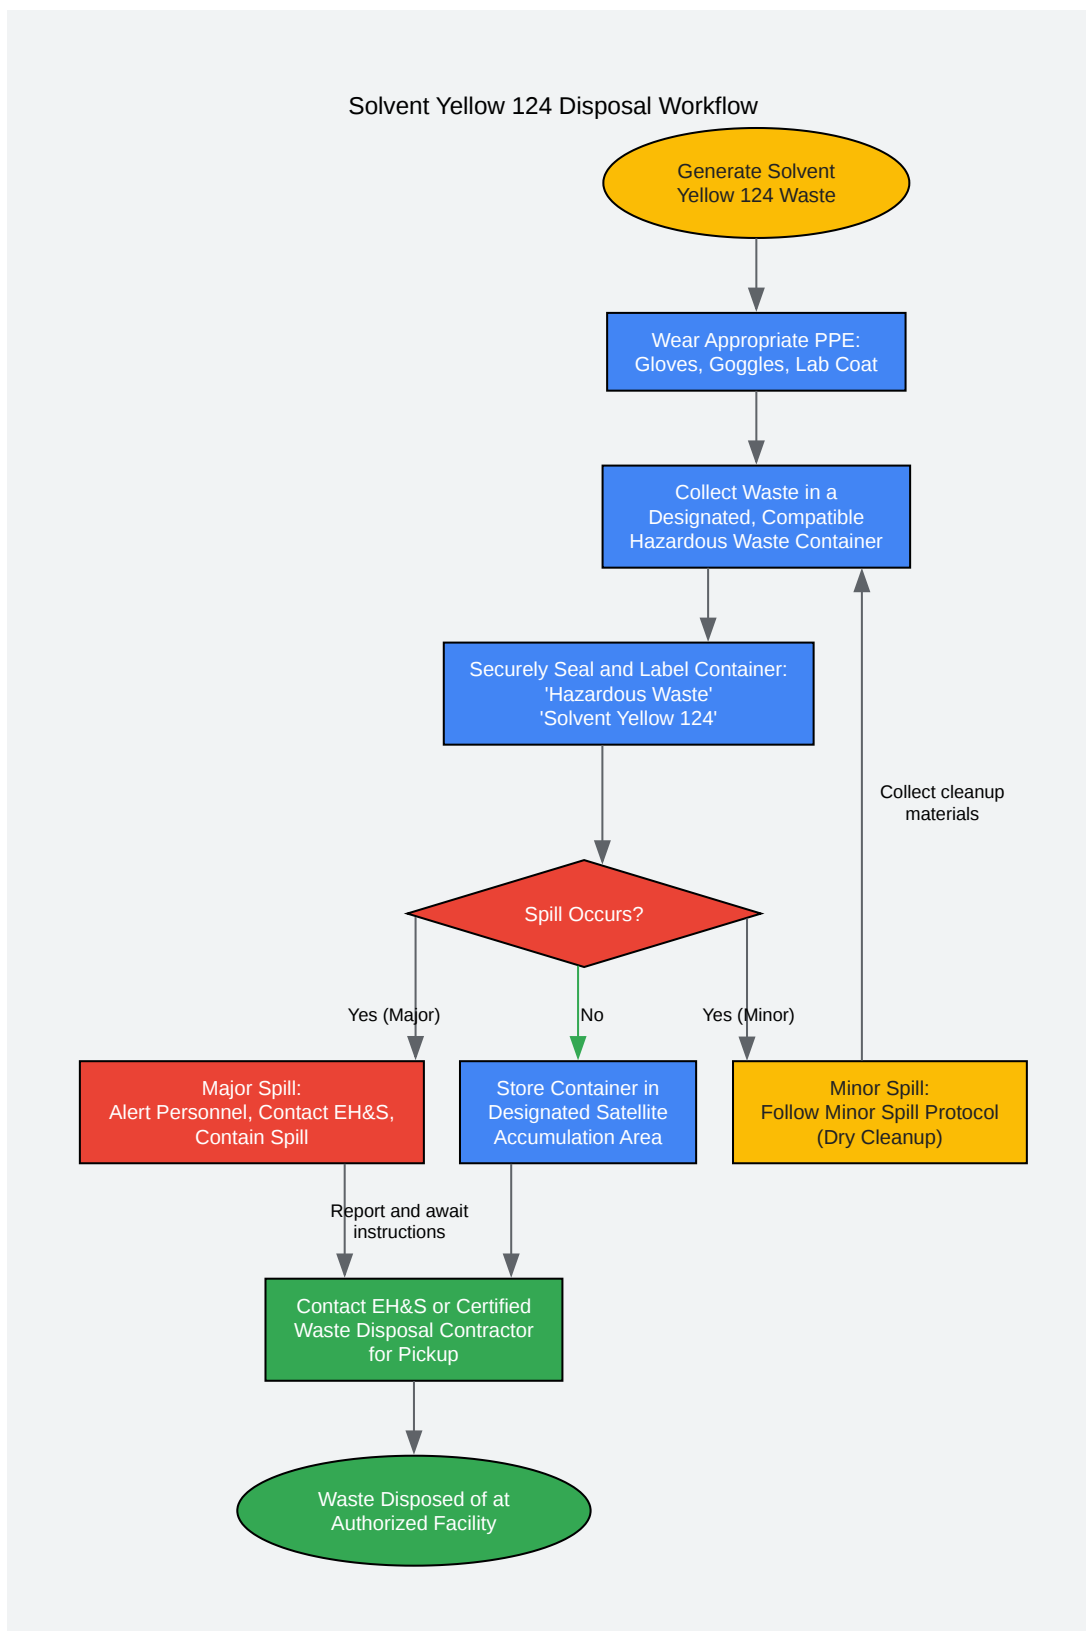 Solvent Yellow 124 Disposal Workflow
Generate Solvent
Yellow 124 Waste
Wear Appropriate PPE:
Gloves, Goggles, Lab Coat
Collect Waste in a
Designated, Compatible
Hazardous Waste Container
Securely Seal and Label Container:
'Hazardous Waste'
'Solvent Yellow 124'
Collect cleanup
materials
Spill Occurs?
Yes (Major)
No
Yes (Minor)
Major Spill:
Alert Personnel, Contact EH&S,
Contain Spill
Store Container in
Designated Satellite
Accumulation Area
Minor Spill:
Follow Minor Spill Protocol
(Dry Cleanup)
Report and await
instructions
Contact EH&S or Certified
Waste Disposal Contractor
for Pickup
Waste Disposed of at
Authorized Facility